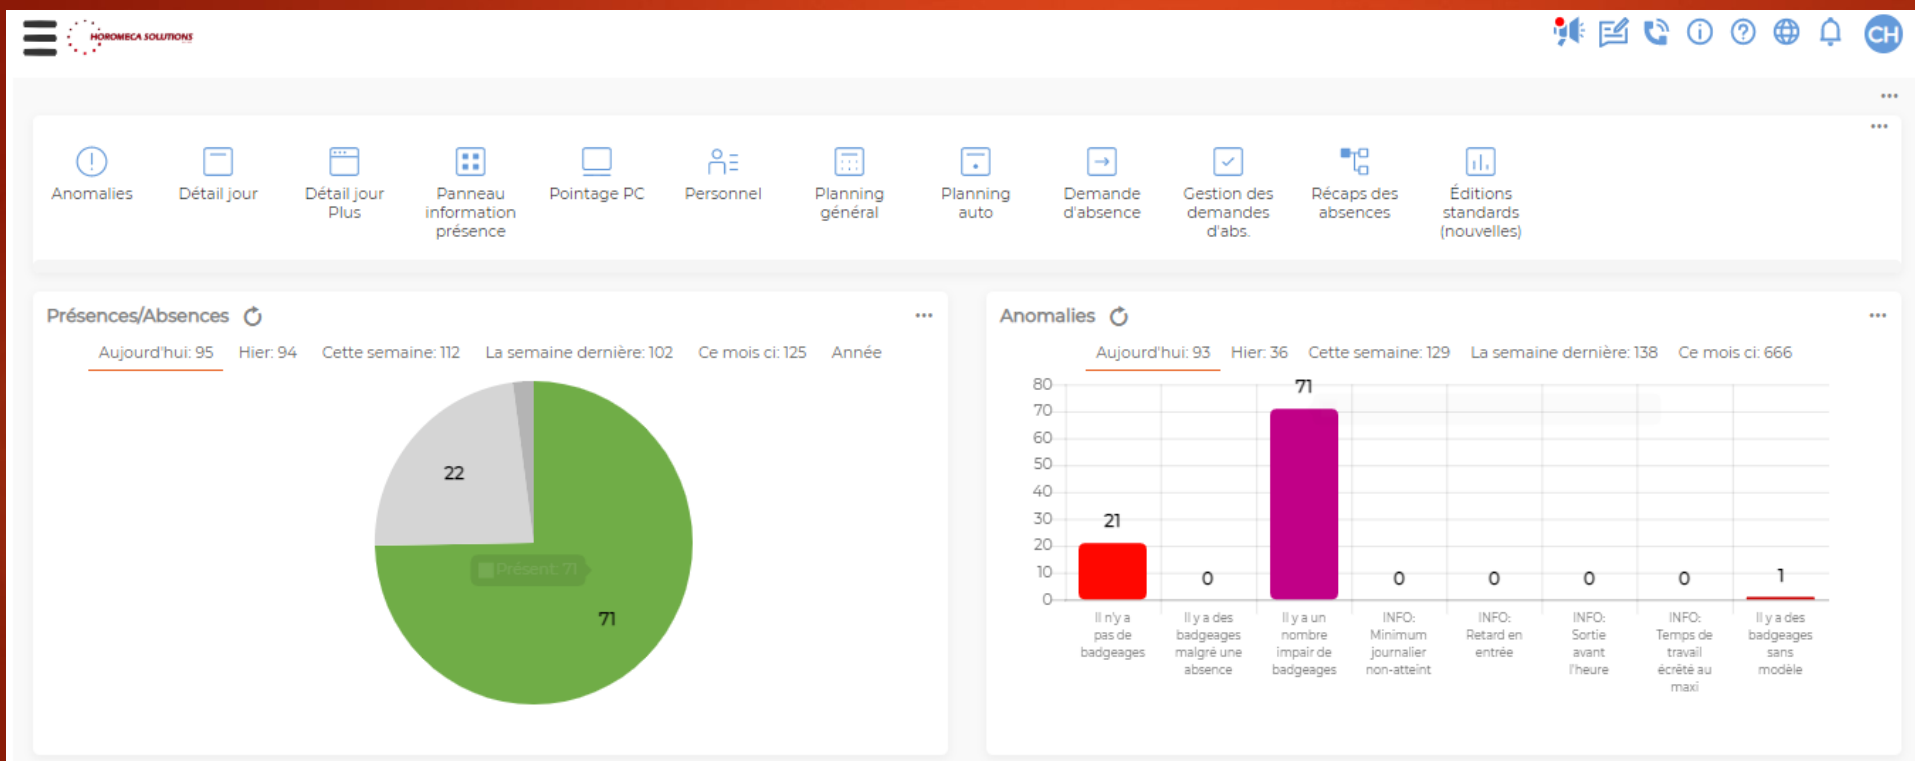 HOROMECA SOLUTIONS
CH
Anomalies
Détail jour
Détail jour
Plus
Panneau
information
présence
Pointage PC
Personnel
Planning
général
Planning
auto
Demande
d'absence
Gestion des
demandes
d'abs.
Récaps des
absences
Éditions
standards
(nouvelles)
Présences/Absences
Aujourd'hui: 95 Hier: 94 Cette semaine: 112 La semaine dernière: 102 Ce mois ci: 125 Année
22
Présent: 71
71
Anomalies
Aujourd'hui: 93 Hier: 36 Cette semaine: 129 La semaine dernière: 138 Ce mois ci: 666
80
70
60
50
40
30
20
10
0
21
0
71
0
0
0
0
1
Il n'y a
pas de
badgeages
Il y a des
badgeages
malgré une
absence
Il y a un
nombre
impair de
badgeages
INFO:
Minimum
journalier
non-atteint
INFO:
Retard en
entrée
INFO:
Sortie
avant
l'heure
INFO:
Temps de
travail
écrêté au
maxi
Il y a des
badgeages
sans
modèle